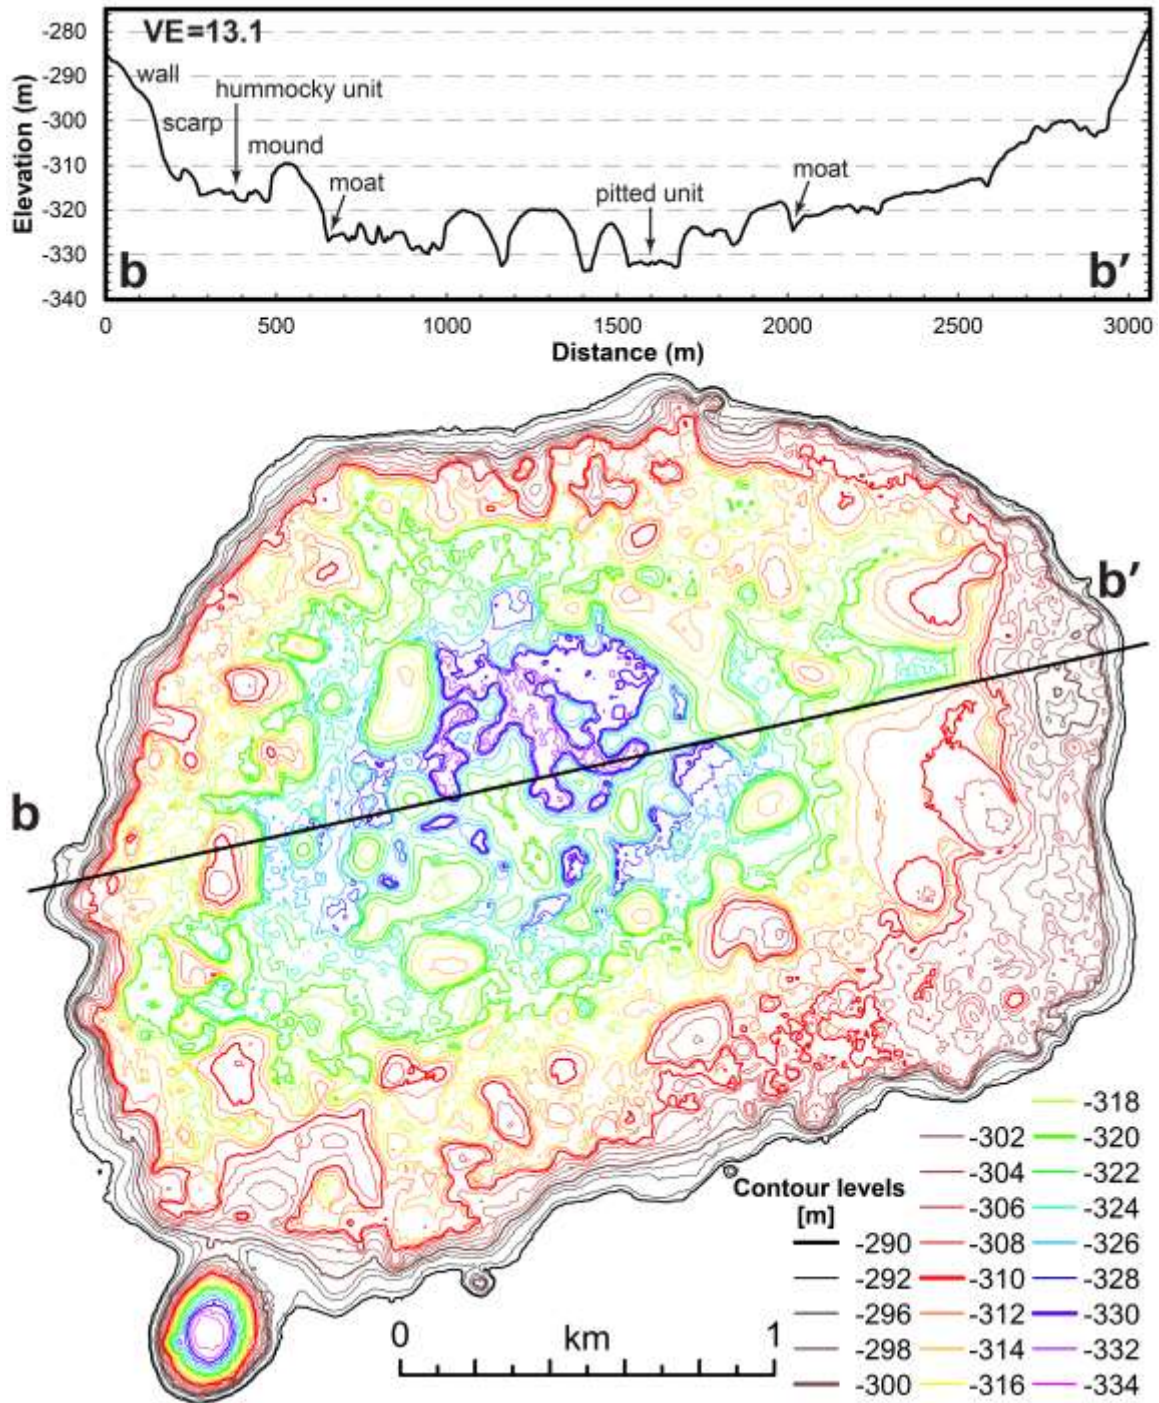 VE=13.1
Elevation (m)
-280
-290
-300
-310
-320
-330
-340
wall
hummocky unit
scarp
mound
moat
pitted unit
moat
b
b′
0 500 1000 1500 2000 2500 3000
Distance (m)
b′
b
0 km 1
Contour levels
[m]
-290
-292
-296
-298
-300
-302
-304
-306
-308
-310
-312
-314
-316
-318
-320
-322
-324
-326
-328
-330
-332
-334